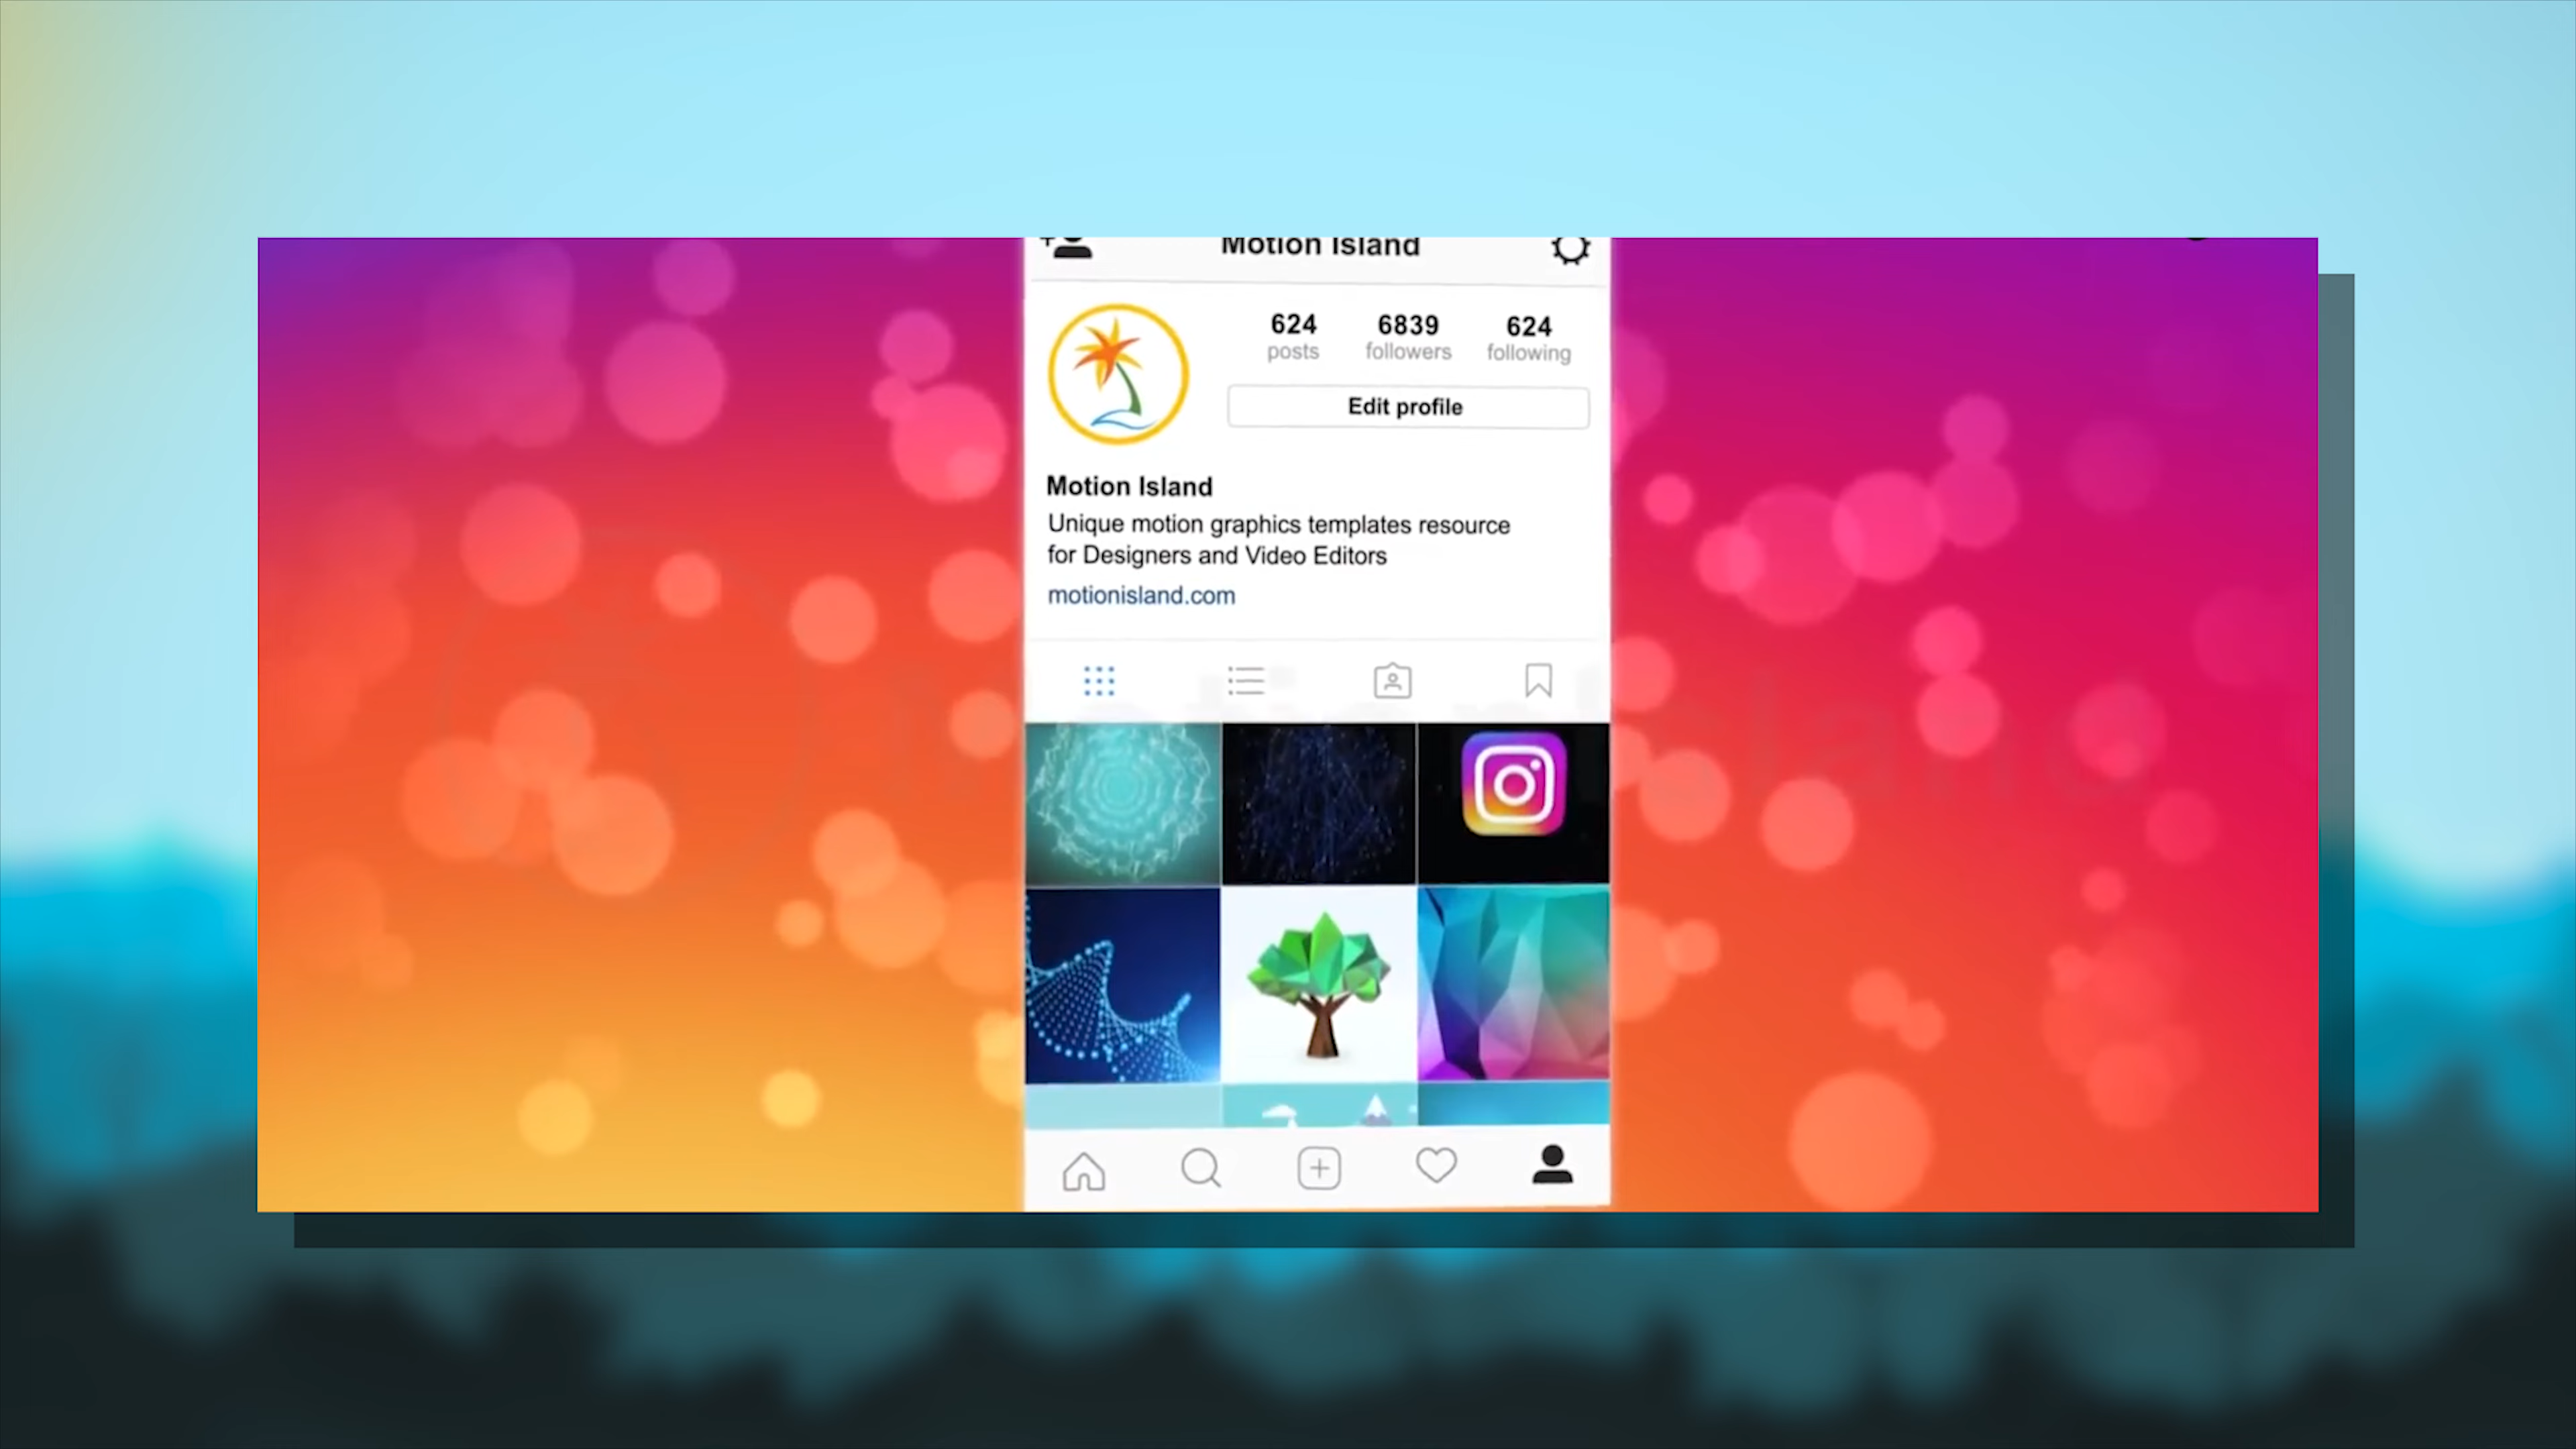 Motion Island
624 6839 624
posts followers following
Edit profile
Motion Island
Unique motion graphics templates resource
for Designers and Video Editors
motionisland.com